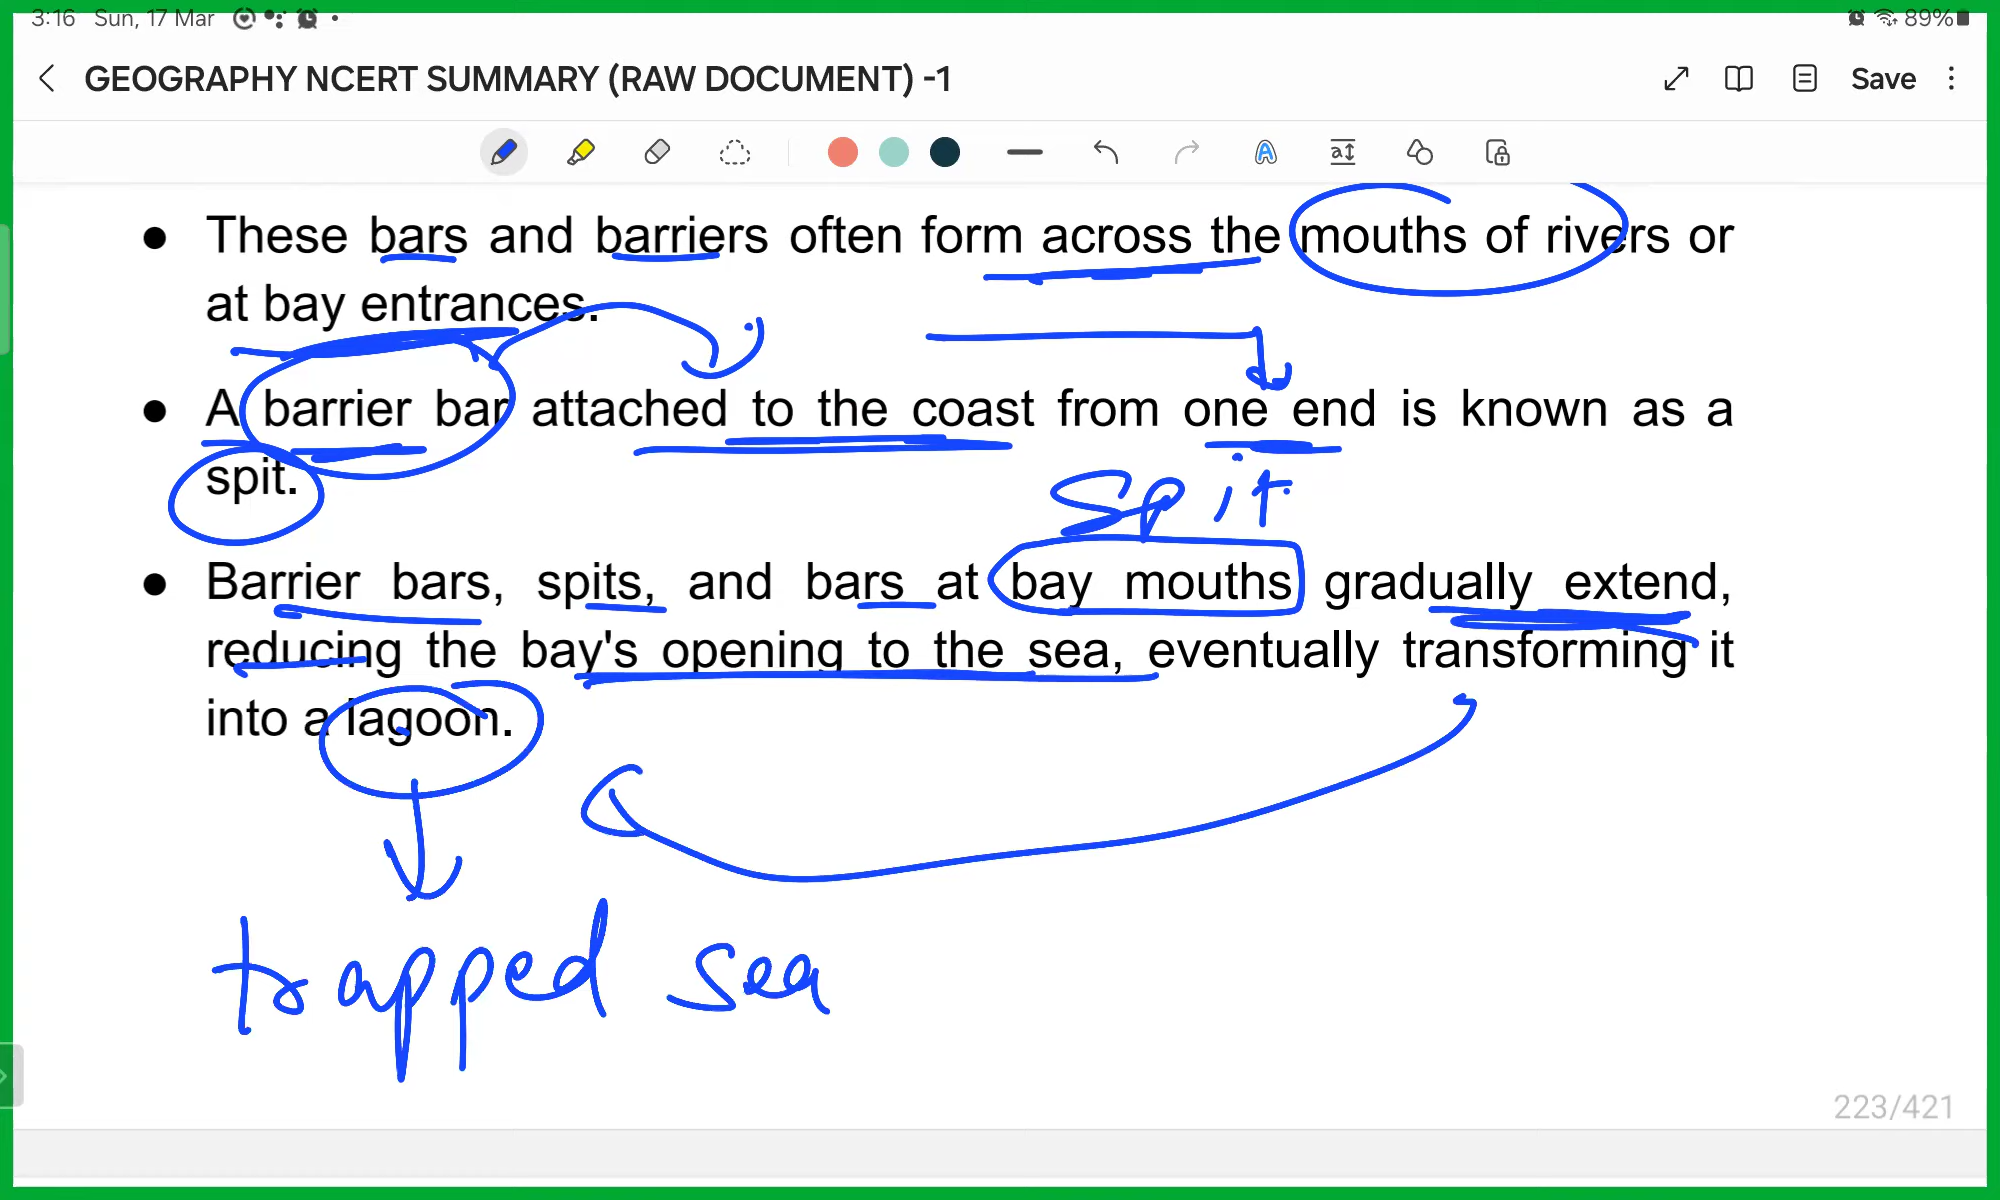 3:16 Sun, 17 Mar 89%
GEOGRAPHY NCERT SUMMARY (RAW DOCUMENT) -1 Save
A a
● These bars and barriers often form across the mouths of rivers or
at bay entrances.
● A barrier bar attached to the coast from one end is known as a
spit.
Spit
● Barrier bars, spits, and bars at bay mouths gradually extend,
reducing the bay's opening to the sea, eventually transforming it
into a lagoon.
trapped sea
223/421